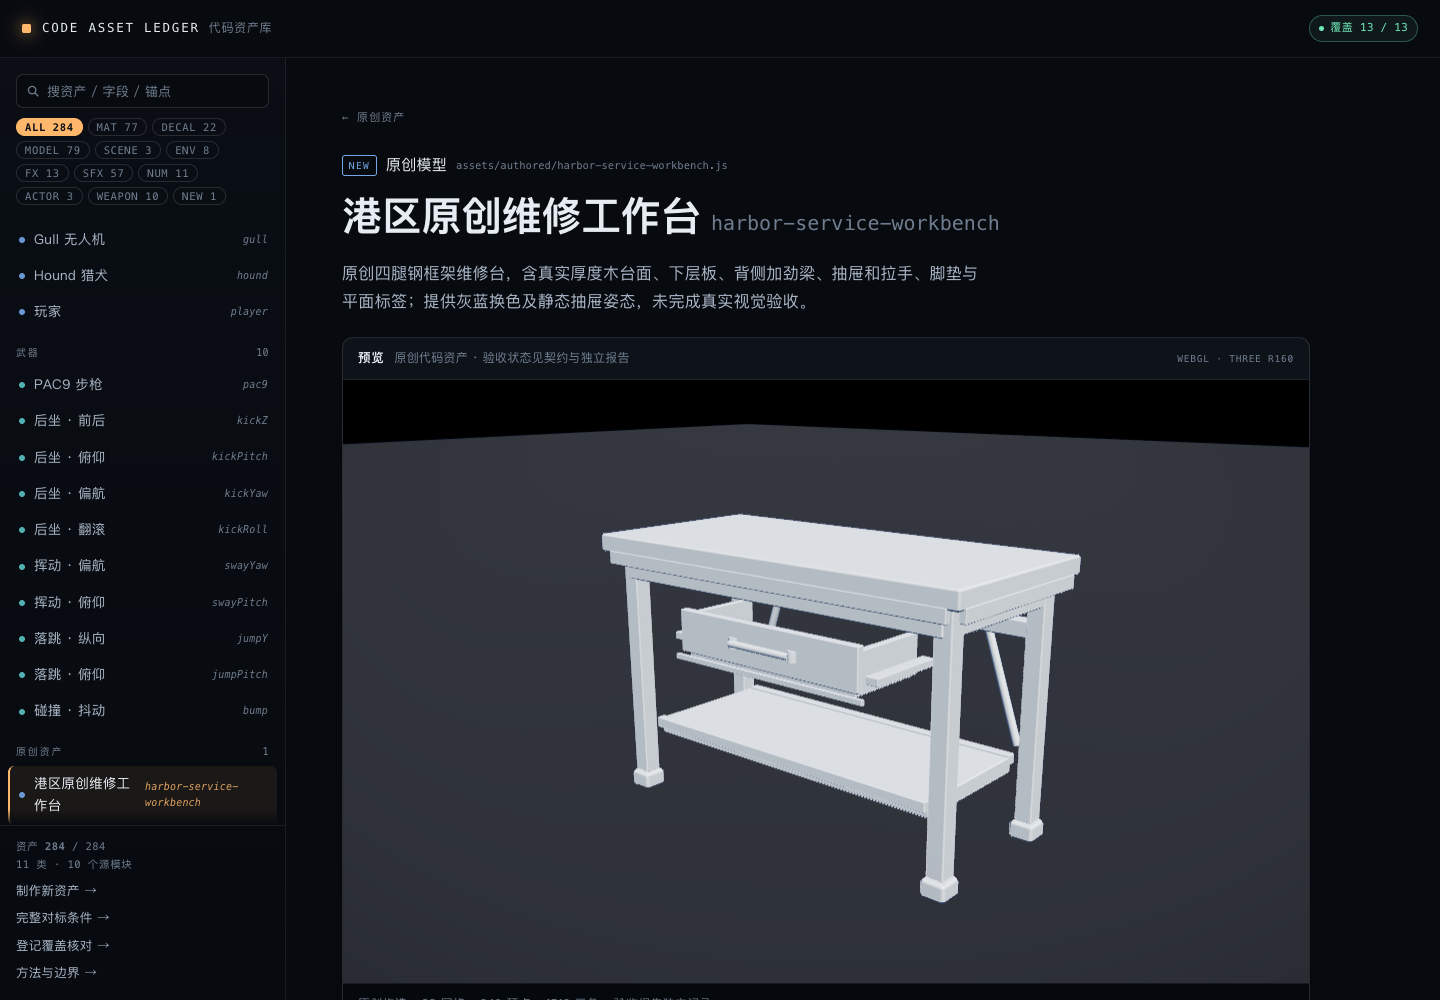 CODE ASSET LEDGER 代码资产库
覆盖 13 / 13
搜资产 / 字段 / 锚点
ALL 284 MAT 77 DECAL 22
MODEL 79 SCENE 3 ENV 8
FX 13 SFX 57 NUM 11
ACTOR 3 WEAPON 10 NEW 1
Gull 无人机 gull
Hound 猎犬 hound
玩家 player
武器 10
PAC9 步枪 pac9
后坐 · 前后 kickZ
后坐 · 俯仰 kickPitch
后坐 · 偏航 kickYaw
后坐 · 翻滚 kickRoll
挥动 · 偏航 swayYaw
挥动 · 俯仰 swayPitch
落跳 · 纵向 jumpY
落跳 · 俯仰 jumpPitch
碰撞 · 抖动 bump
原创资产 1
港区原创维修工作台 harbor-service-workbench
资产 284 / 284
11 类 · 10 个源模块
制作新资产 →
完整对标条件 →
登记覆盖核对 →
方法与边界 →
← 原创资产
NEW 原创模型 assets/authored/harbor-service-workbench.js
港区原创维修工作台 harbor-service-workbench
原创四腿钢框架维修台，含真实厚度木台面、下层板、背侧加劲梁、抽屉和拉手、脚垫与
平面标签；提供灰蓝换色及静态抽屉姿态，未完成真实视觉验收。
预览 原创代码资产 · 验收状态见契约与独立报告 WEBGL · THREE R160